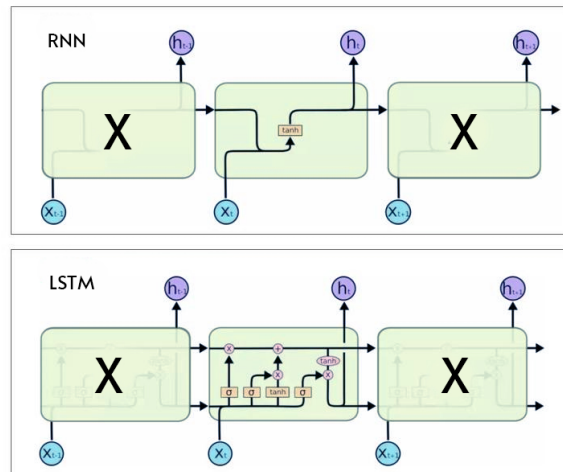 RNN
hₜ₋₁
hₜ
hₜ₊₁
X
tanh
X
Xₜ₋₁
Xₜ
Xₜ₊₁
LSTM
hₜ₋₁
hₜ
hₜ₊₁
x
+
tanh
X
x
x
X
σ
σ
tanh
σ
Xₜ₋₁
Xₜ
Xₜ₊₁